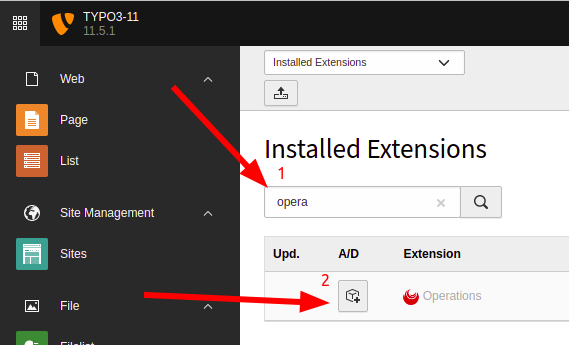 TYPO3-11
11.5.1
Web
Page
List
Site Management
Sites
File
Filelist
Installed Extensions
Installed Extensions
1
opera
Upd. A/D Extension
2
Operations